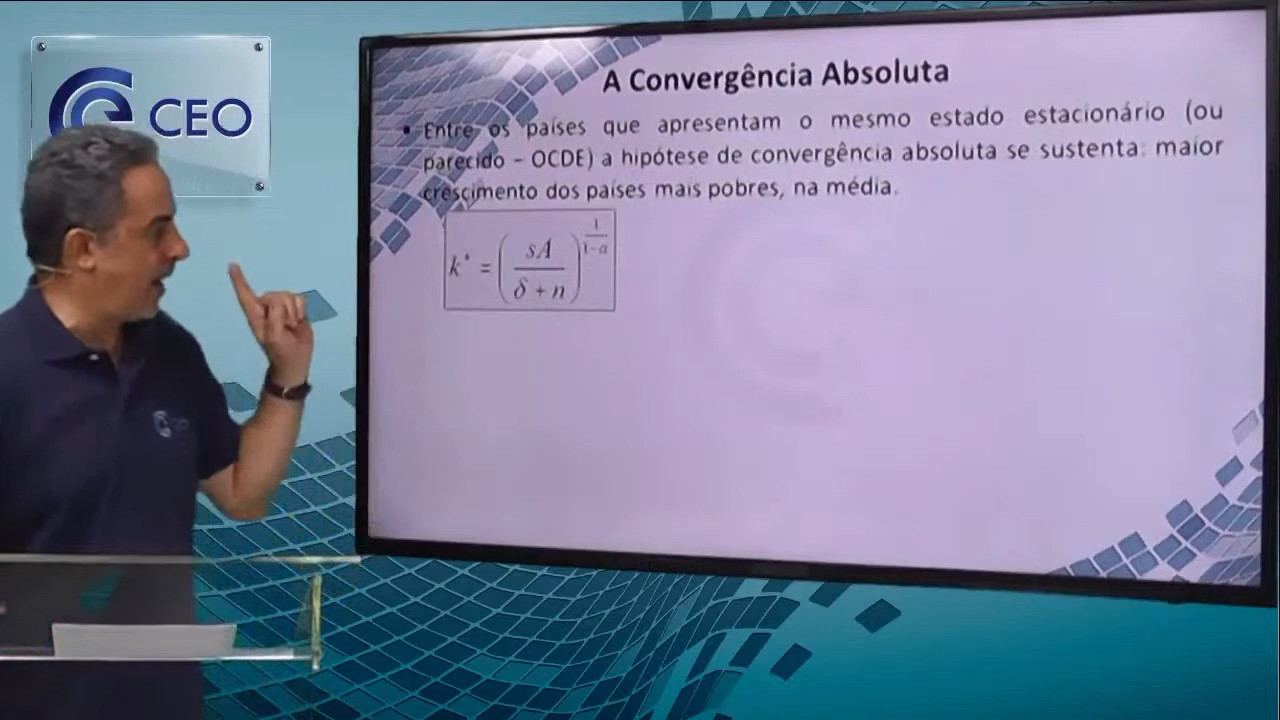 CEO
A Convergência Absoluta
• Entre os países que apresentam o mesmo estado estacionário (ou
parecido – OCDE) a hipótese de convergência absoluta se sustenta: maior
crescimento dos países mais pobres, na média.
k* = (sA / (δ + n))^(1/(1-α))